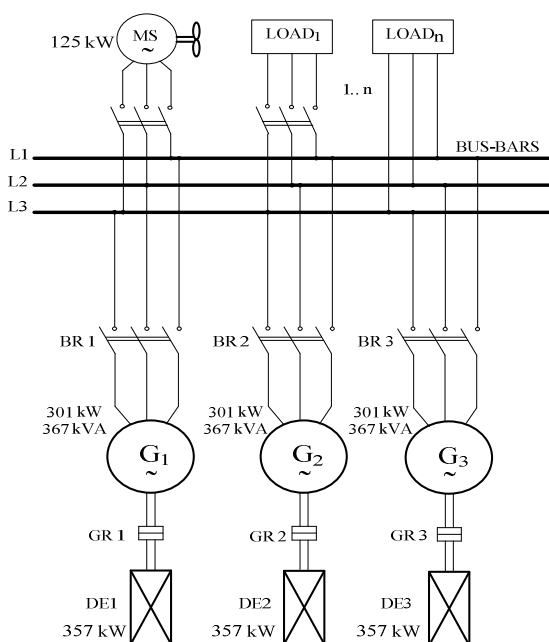 MS
~
125 kW
LOAD1
LOADn
1.. n
L1
BUS-BARS
L2
L3
BR 1
BR 2
BR 3
301 kW
367 kVA
301 kW
367 kVA
301 kW
367 kVA
G1
~
G2
~
G3
~
GR 1
GR 2
GR 3
DE1
357 kW
DE2
357 kW
DE3
357 kW